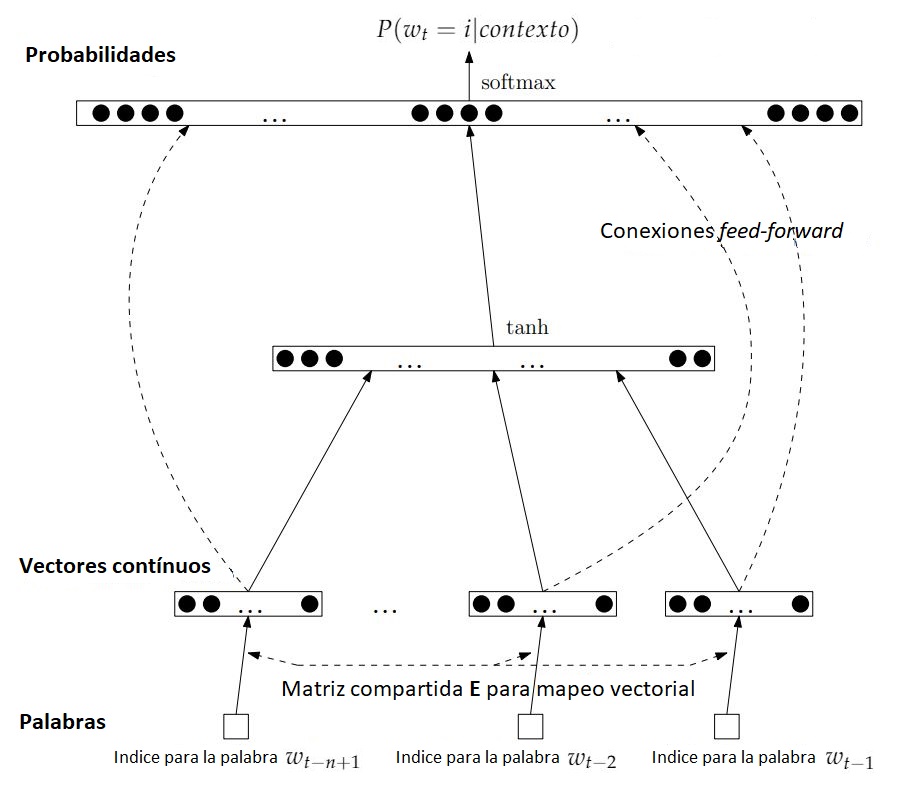 P(w_t = i|contexto)
Probabilidades
softmax
...
...
Conexiones feed-forward
tanh
...
...
Vectores contínuos
...
...
...
...
Matriz compartida E para mapeo vectorial
Palabras
Indice para la palabra w_{t−n+1}
Indice para la palabra w_{t−2}
Indice para la palabra w_{t−1}